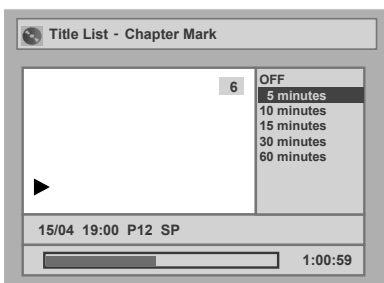 Title List - Chapter Mark
6
OFF
5 minutes
10 minutes
15 minutes
30 minutes
60 minutes
15/04 19:00 P12 SP
1:00:59